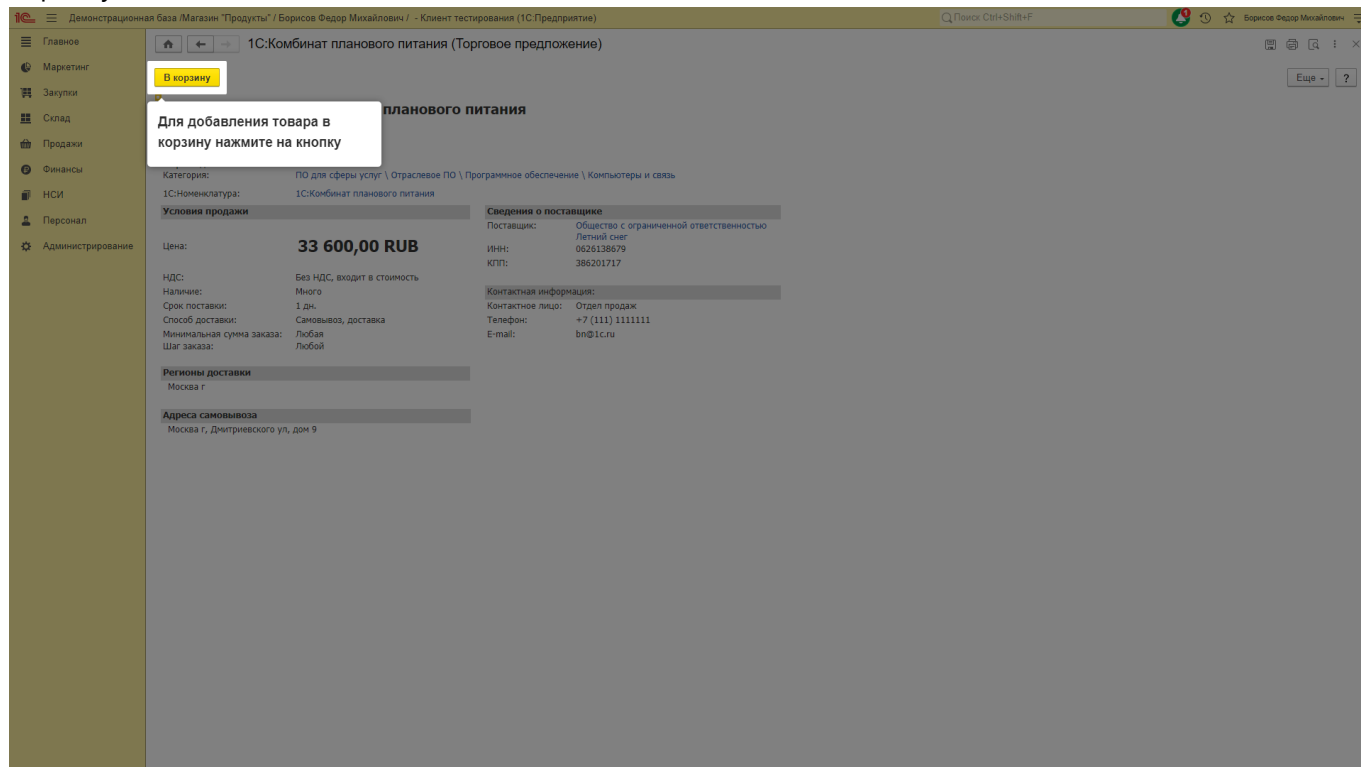 1С Демонстрационная база /Магазин "Продукты" / Борисов Федор Михайлович / - Клиент тестирования (1С:Предприятие) Поиск Ctrl+Shift+F 1 Борисов Федор Михайлович
Главное
Маркетинг
Закупки
Склад
Продажи
Финансы
НСИ
Персонал
Администрирование
1С:Комбинат планового питания (Торговое предложение)
В корзину
Еще
?
планового питания
Для добавления товара в
корзину нажмите на кнопку
Категория: ПО для сферы услуг \ Отраслевое ПО \ Программное обеспечение \ Компьютеры и связь
1С:Номенклатура: 1С:Комбинат планового питания
Условия продажи
Цена: 33 600,00 RUB
НДС: Без НДС, входит в стоимость
Наличие: Много
Срок поставки: 1 дн.
Способ доставки: Самовывоз, доставка
Минимальная сумма заказа: Любая
Шаг заказа: Любой
Регионы доставки
Москва г
Адреса самовывоза
Москва г, Дмитриевского ул, дом 9
Сведения о поставщике
Поставщик: Общество с ограниченной ответственностью
Летний снег
ИНН: 0626138679
КПП: 386201717
Контактная информация:
Контактное лицо: Отдел продаж
Телефон: +7 (111) 1111111
E-mail: bn@1c.ru